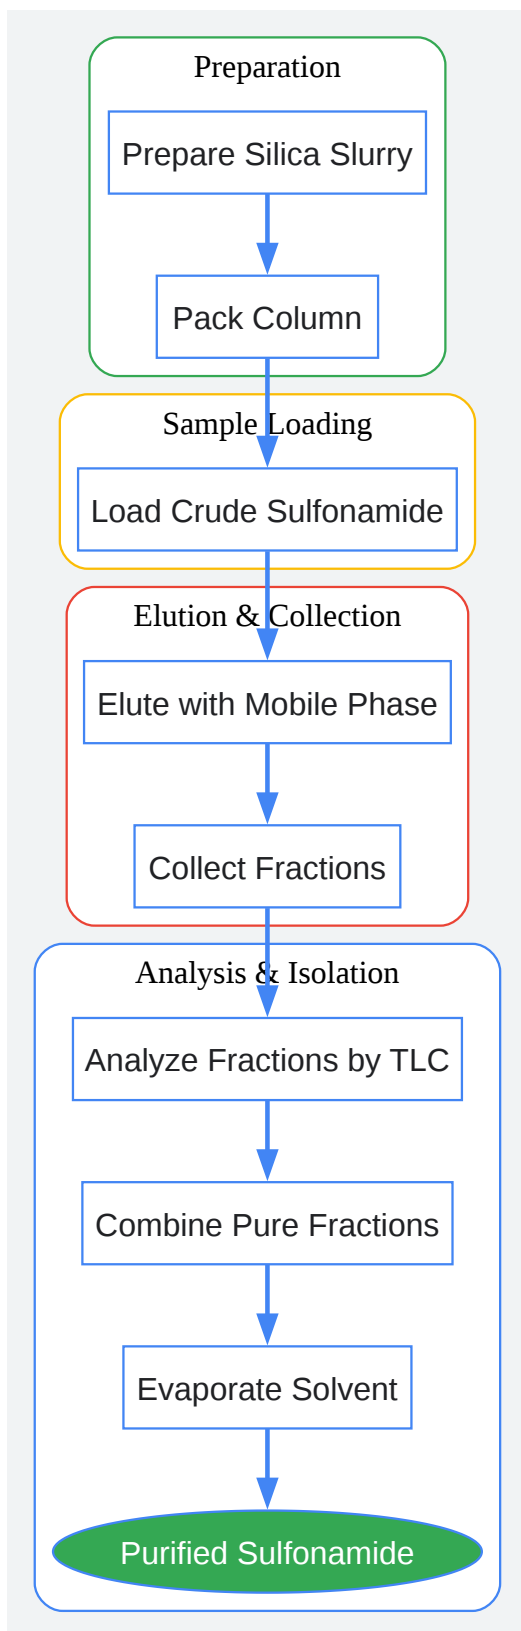 Preparation
Prepare Silica Slurry
Pack Column
Sample Loading
Load Crude Sulfonamide
Elution & Collection
Elute with Mobile Phase
Collect Fractions
Analysis & Isolation
Analyze Fractions by TLC
Combine Pure Fractions
Evaporate Solvent
Purified Sulfonamide